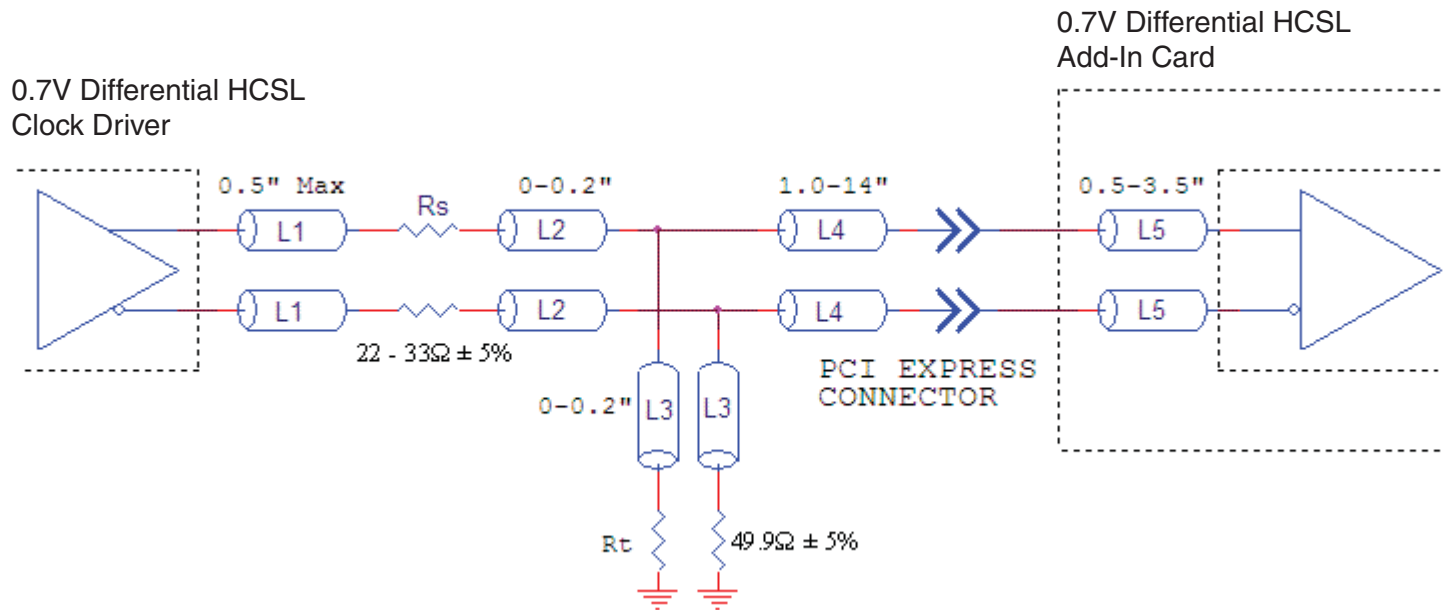 0.7V Differential HCSL
Add-In Card
0.7V Differential HCSL
Clock Driver
0.5" Max
Rs
0-0.2"
1.0-14"
0.5-3.5"
L1
L2
L4
L5
L1
L2
L4
L5
22 - 33Ω ± 5%
PCI EXPRESS
CONNECTOR
0-0.2"
L3
L3
Rt
49.9Ω ± 5%